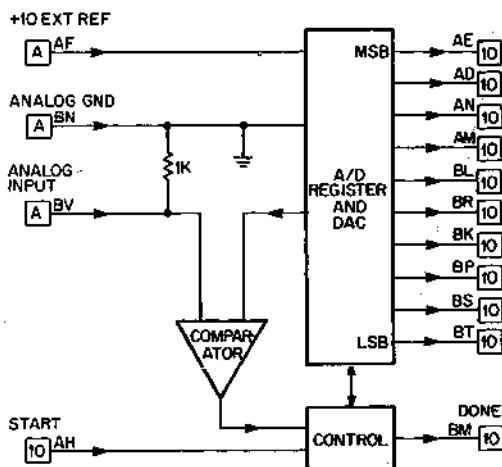 +10 EXT REF
A AF
MSB
AE 10
AD 10
ANALOG GND
A BN
AN 10
AM 10
1K
ANALOG
INPUT
A BV
A/D
REGISTER
AND
DAC
BL 10
BR 10
BK 10
BP 10
BS 10
LSB
BT 10
COMPAR
ATOR
START
10 AH
CONTROL
DONE
BM 10